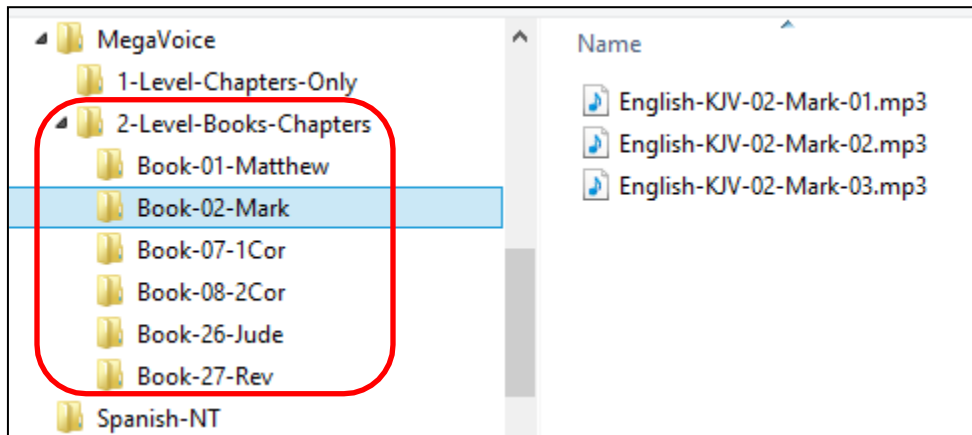 MegaVoice
1-Level-Chapters-Only
2-Level-Books-Chapters
Book-01-Matthew
Book-02-Mark
Book-07-1Cor
Book-08-2Cor
Book-26-Jude
Book-27-Rev
Spanish-NT
Name
English-KJV-02-Mark-01.mp3
English-KJV-02-Mark-02.mp3
English-KJV-02-Mark-03.mp3